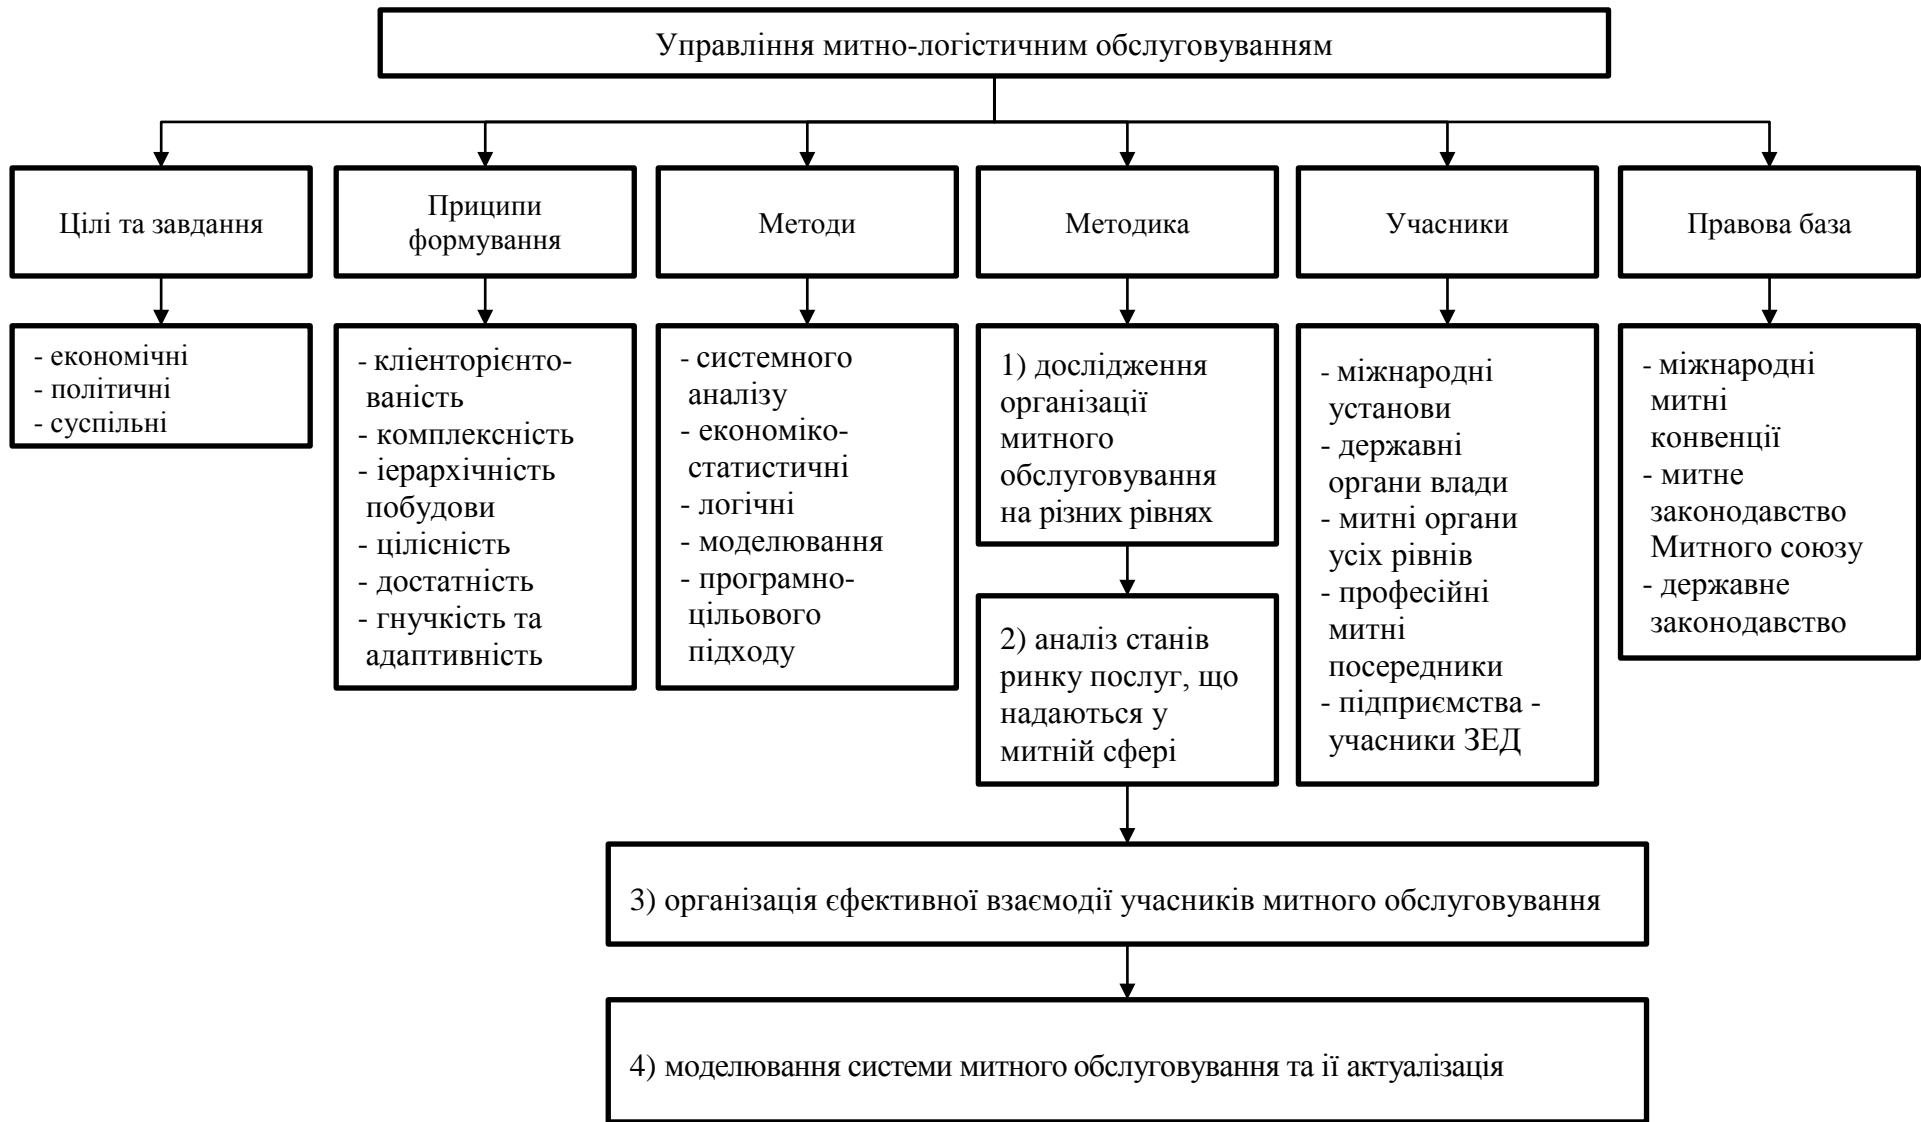 Управління митно-логістичним обслуговуванням
Цілі та завдання
Приципи
формування
Методи
Методика
Учасники
Правова база
- економічні
- політичні
- суспільні
- кліенторієнто-
ваність
- комплексність
- ієрархічність
побудови
- цілісність
- достатність
- гнучкість та
адаптивність
- системного
аналізу
- економіко-
статистичні
- логічні
- моделювання
- програмно-
цільового
підходу
1) дослідження
організації
митного
обслуговування
на різних рівнях
2) аналіз станів
ринку послуг, що
надаються у
митній сфері
- міжнародні
установи
- державні
органи влади
- митні органи
усіх рівнів
- професійні
митні
посередники
- підприємства -
учасники ЗЕД
- міжнародні
митні
конвенції
- митне
законодавство
Митного союзу
- державне
законодавство
3) організація єфективної взаємодії учасників митного обслуговування
4) моделювання системи митного обслуговування та ії актуалізація